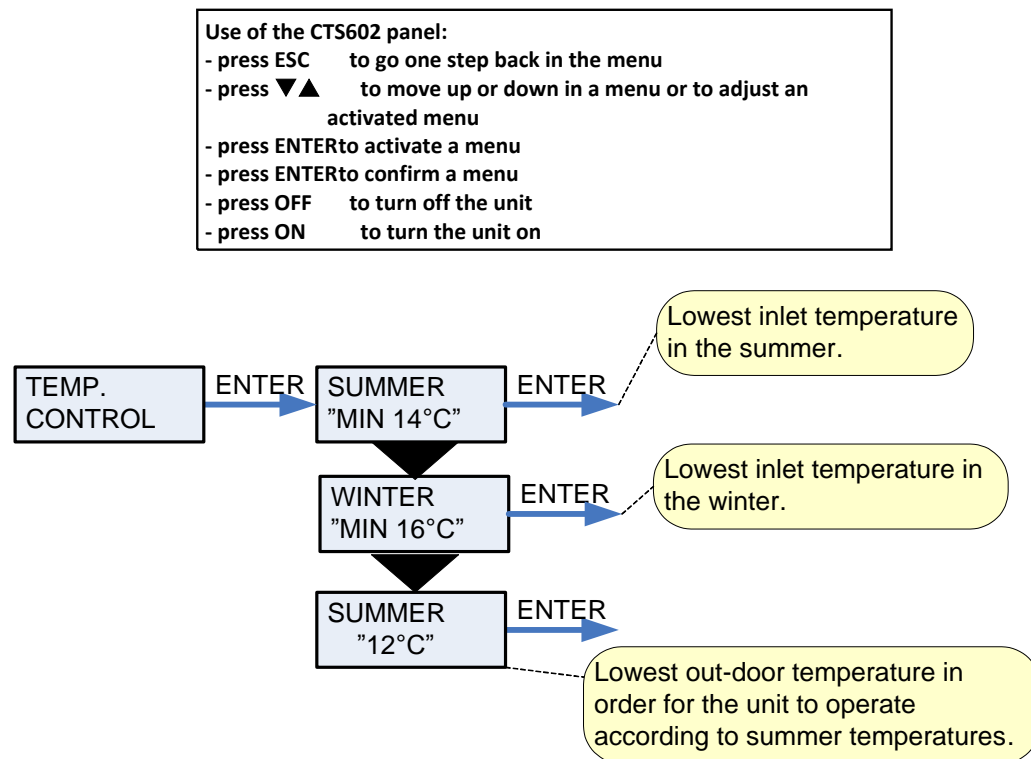 Use of the CTS602 panel:
- press ESC to go one step back in the menu
- press ▼▲ to move up or down in a menu or to adjust an
activated menu
- press ENTERto activate a menu
- press ENTERto confirm a menu
- press OFF to turn off the unit
- press ON to turn the unit on
Lowest inlet temperature
in the summer.
TEMP.
CONTROL
ENTER
SUMMER
”MIN 14°C”
ENTER
Lowest inlet temperature in
the winter.
WINTER
”MIN 16°C”
ENTER
SUMMER
”12°C”
ENTER
Lowest out-door temperature in
order for the unit to operate
according to summer temperatures.